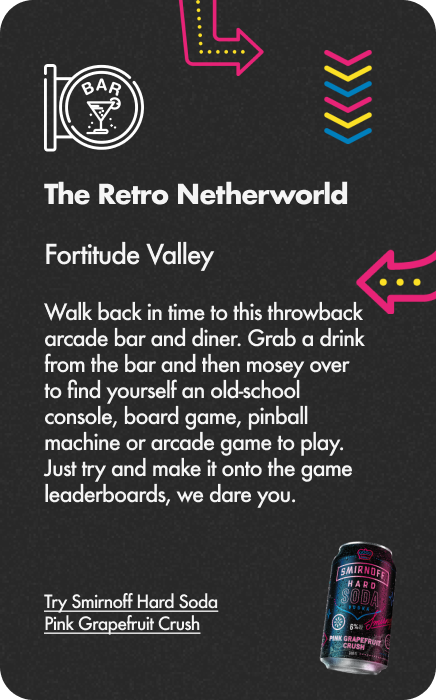 BAR
The Retro Netherworld
Fortitude Valley
Walk back in time to this throwback
arcade bar and diner. Grab a drink
from the bar and then mosey over
to find yourself an old-school
console, board game, pinball
machine or arcade game to play.
Just try and make it onto the game
leaderboards, we dare you.
Try Smirnoff Hard Soda
Pink Grapefruit Crush
SMIRNOFF
HARD
SODA
VODKA
PINK GRAPEFRUIT
CRUSH